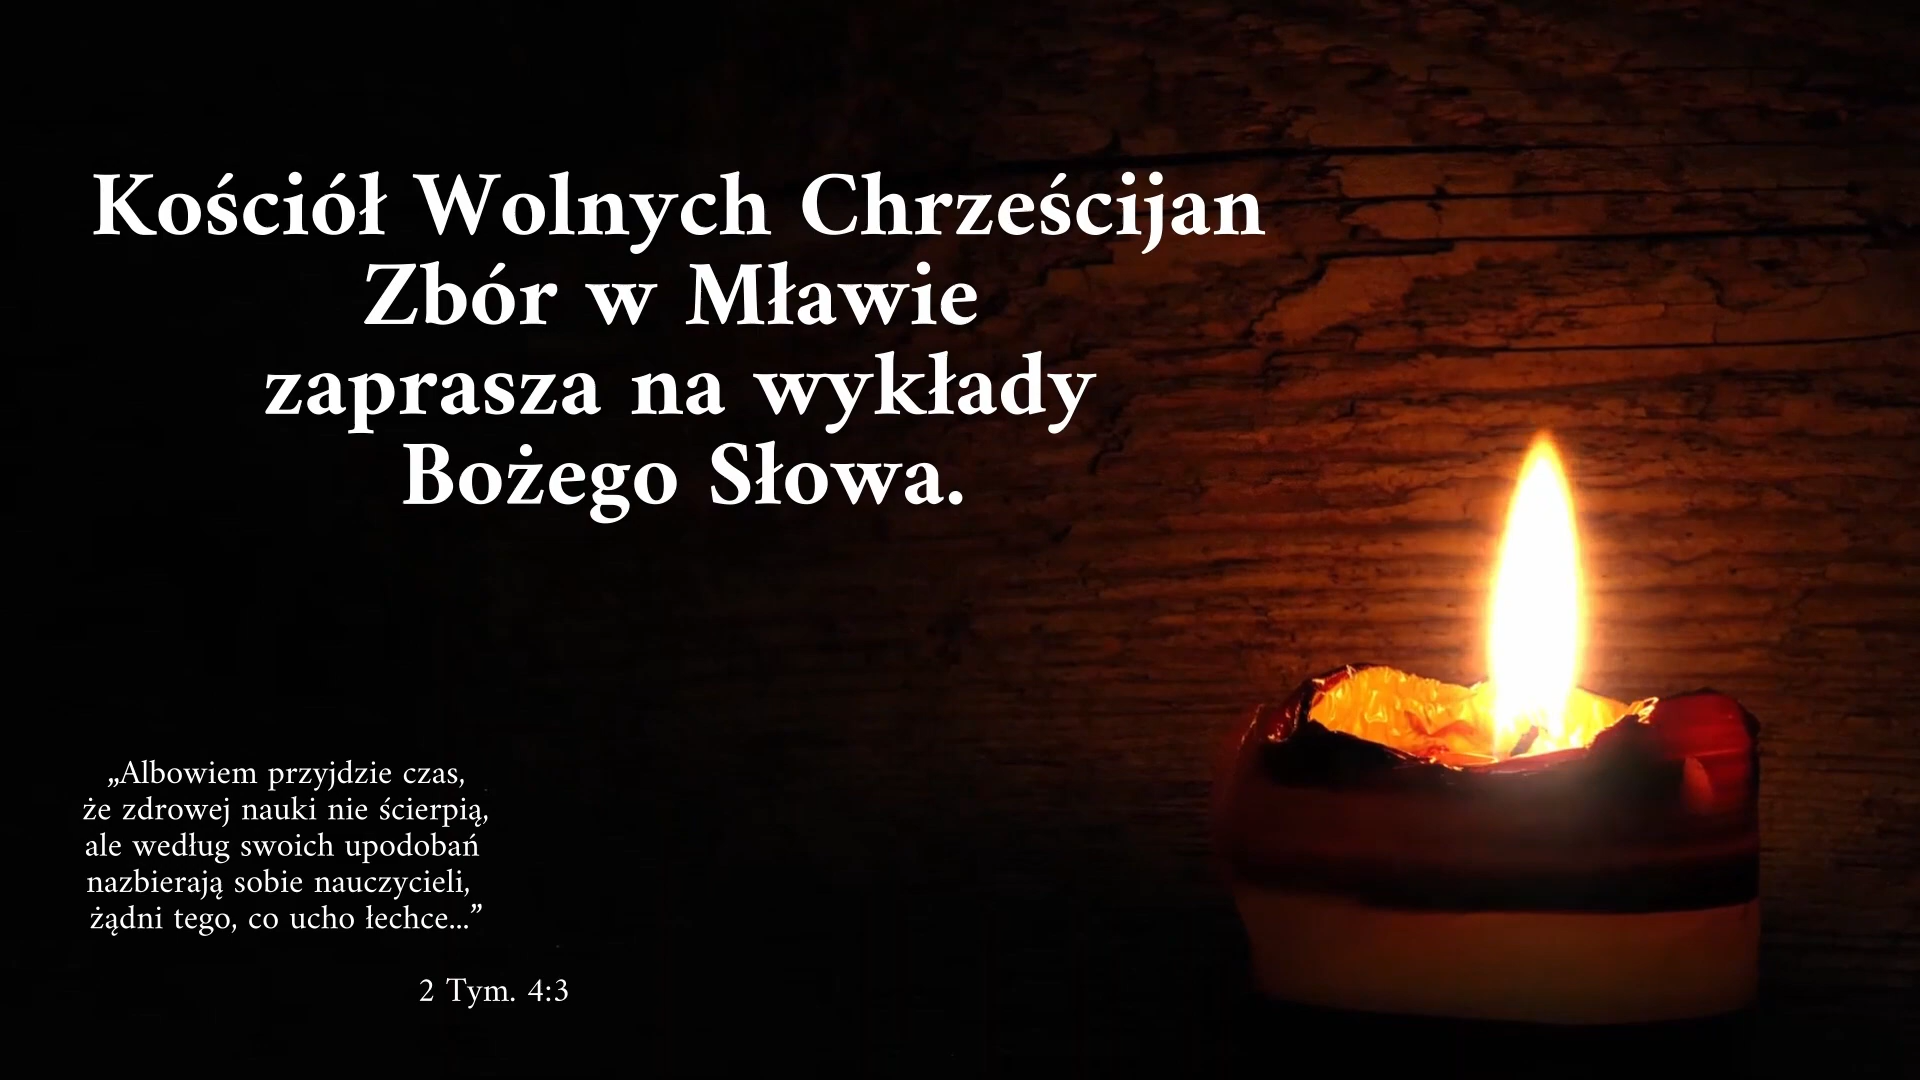 Kościół Wolnych Chrześcijan
Zbór w Mławie
zaprasza na wykłady
Bożego Słowa.
„Albowiem przyjdzie czas,
że zdrowej nauki nie ścierpią,
ale według swoich upodobań
nazbierają sobie nauczycieli,
żądni tego, co ucho łechce...”
2 Tym. 4:3